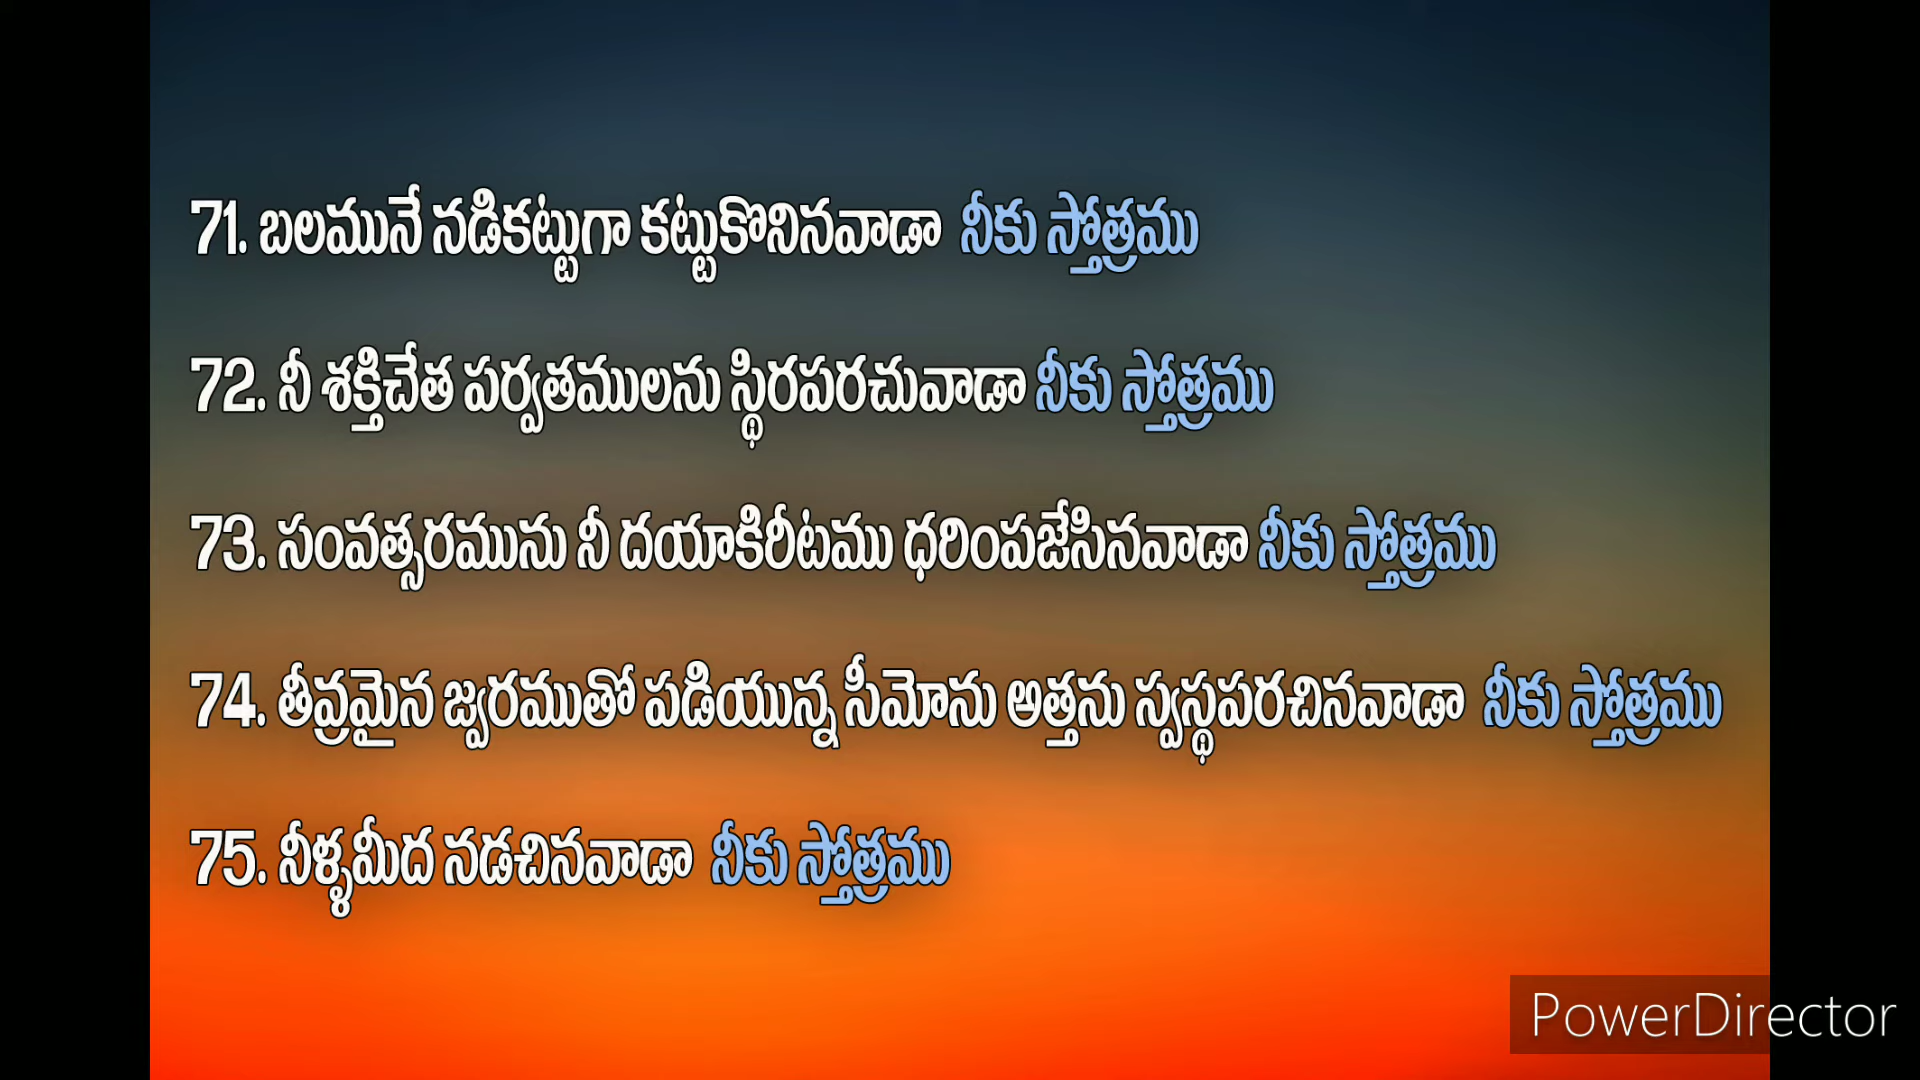 71. బలమునే నడికట్టుగా కట్టుకొనినవాడా నీకు స్తోత్రము
72. నీ శక్తిచేత పర్వతములను స్థిరపరచువాడా నీకు స్తోత్రము
73. సంవత్సరమును నీ దయాకిరీటము ధరింపజేసినవాడా నీకు స్తోత్రము
74. తీవ్రమైన జ్వరముతో పడియున్న సీమోను అత్తను స్వస్థపరచినవాడా నీకు స్తోత్రము
75. నీళ్ళమీద నడచినవాడా నీకు స్తోత్రము
PowerDirector